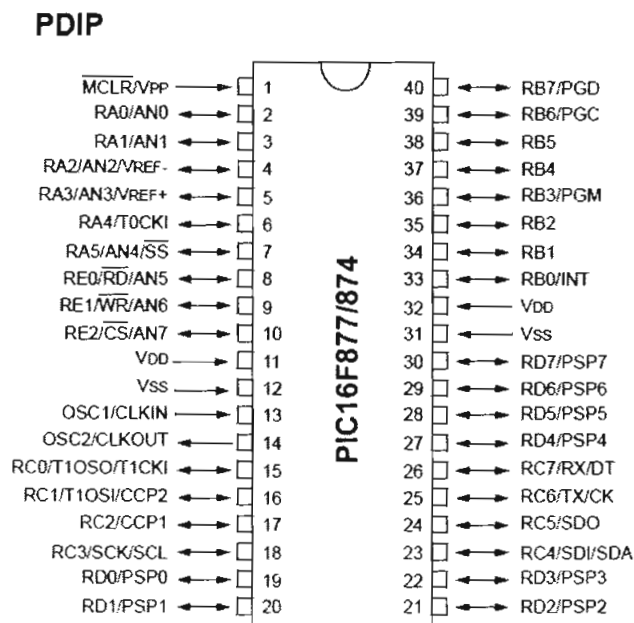 PDIP
MCLR/VPP 1 40 RB7/PGD
RA0/AN0 2 39 RB6/PGC
RA1/AN1 3 38 RB5
RA2/AN2/VREF- 4 37 RB4
RA3/AN3/VREF+ 5 36 RB3/PGM
RA4/T0CKI 6 35 RB2
RA5/AN4/SS 7 34 RB1
RE0/RD/AN5 8 33 RB0/INT
RE1/WR/AN6 9 32 VDD
RE2/CS/AN7 10 31 VSS
VDD 11 30 RD7/PSP7
VSS 12 29 RD6/PSP6
OSC1/CLKIN 13 28 RD5/PSP5
OSC2/CLKOUT 14 27 RD4/PSP4
RC0/T1OSO/T1CKI 15 26 RC7/RX/DT
RC1/T1OSI/CCP2 16 25 RC6/TX/CK
RC2/CCP1 17 24 RC5/SDO
RC3/SCK/SCL 18 23 RC4/SDI/SDA
RD0/PSP0 19 22 RD3/PSP3
RD1/PSP1 20 21 RD2/PSP2
PIC16F877/874